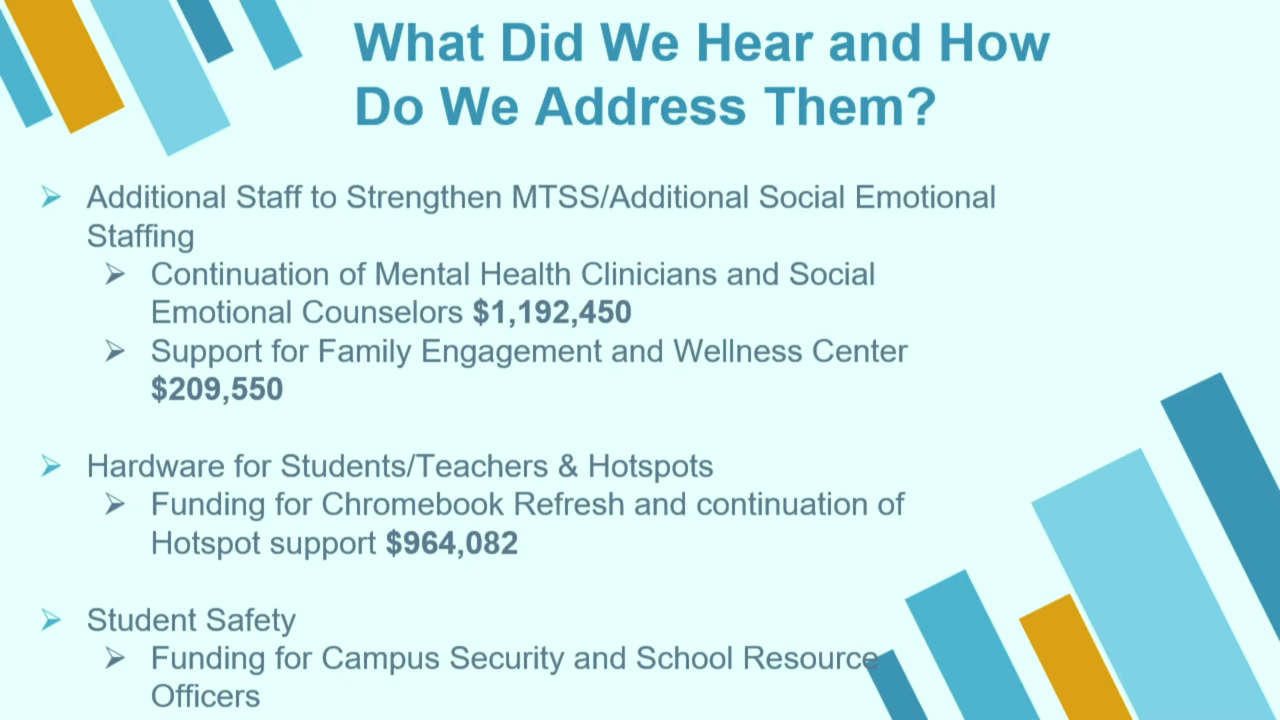 What Did We Hear and How
Do We Address Them?
Additional Staff to Strengthen MTSS/Additional Social Emotional
Staffing
Continuation of Mental Health Clinicians and Social
Emotional Counselors $1,192,450
Support for Family Engagement and Wellness Center
$209,550
Hardware for Students/Teachers & Hotspots
Funding for Chromebook Refresh and continuation of
Hotspot support $964,082
Student Safety
Funding for Campus Security and School Resource
Officers